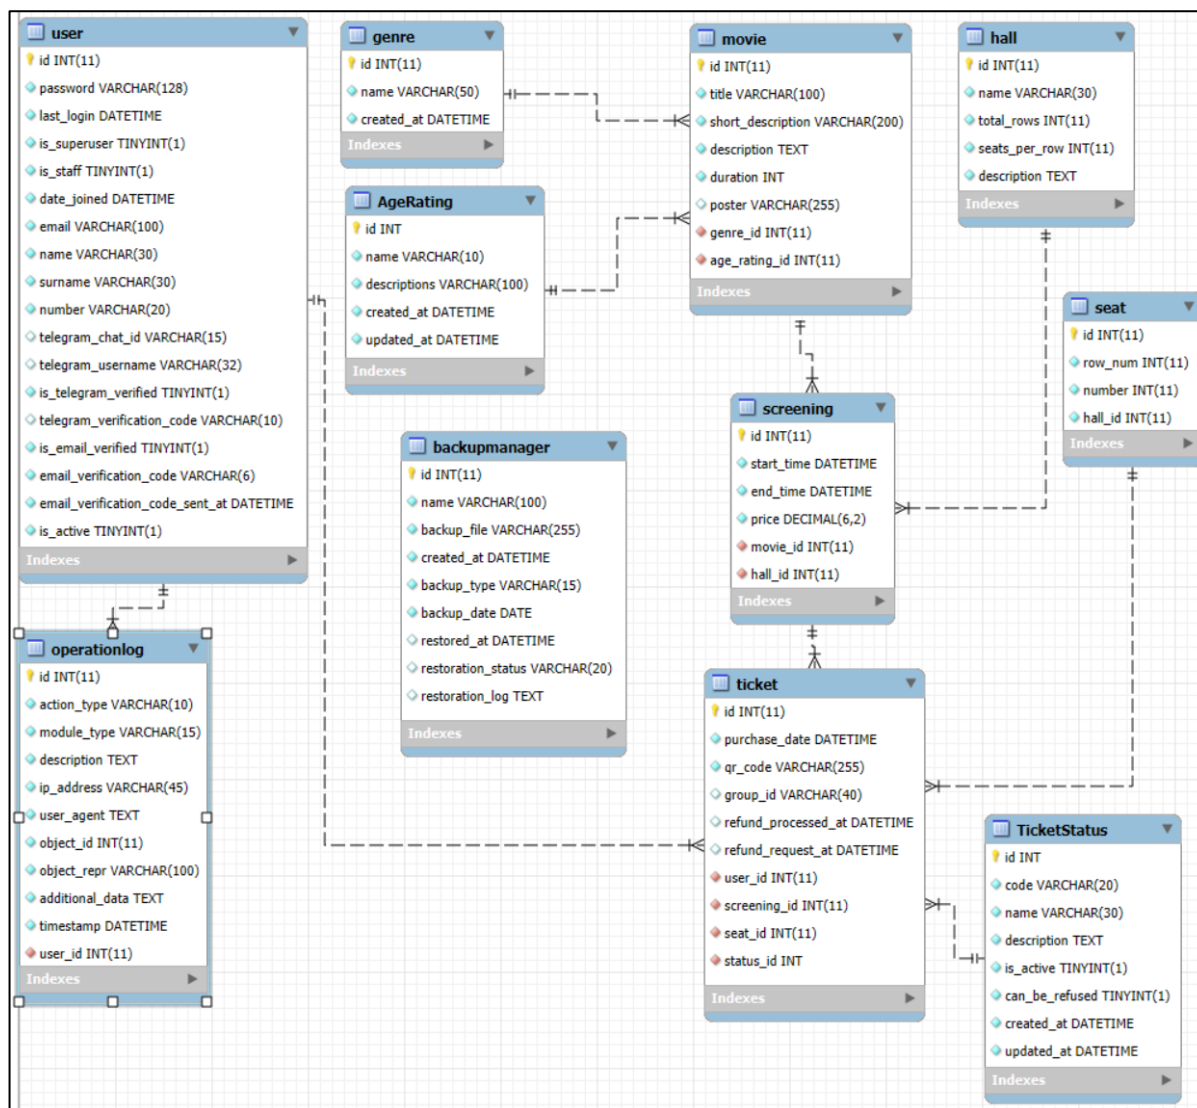 user
id INT(11)
password VARCHAR(128)
last_login DATETIME
is_superuser TINYINT(1)
is_staff TINYINT(1)
date_joined DATETIME
email VARCHAR(100)
name VARCHAR(30)
surname VARCHAR(30)
number VARCHAR(20)
telegram_chat_id VARCHAR(15)
telegram_username VARCHAR(32)
is_telegram_verified TINYINT(1)
telegram_verification_code VARCHAR(10)
is_email_verified TINYINT(1)
email_verification_code VARCHAR(6)
email_verification_code_sent_at DATETIME
is_active TINYINT(1)
Indexes
genre
id INT(11)
name VARCHAR(50)
created_at DATETIME
Indexes
movie
id INT(11)
title VARCHAR(100)
short_description VARCHAR(200)
description TEXT
duration INT
poster VARCHAR(255)
genre_id INT(11)
age_rating_id INT(11)
Indexes
hall
id INT(11)
name VARCHAR(30)
total_rows INT(11)
seats_per_row INT(11)
description TEXT
Indexes
AgeRating
id INT
name VARCHAR(10)
descriptions VARCHAR(100)
created_at DATETIME
updated_at DATETIME
Indexes
seat
id INT(11)
row_num INT(11)
number INT(11)
hall_id INT(11)
Indexes
screening
id INT(11)
start_time DATETIME
end_time DATETIME
price DECIMAL(6,2)
movie_id INT(11)
hall_id INT(11)
Indexes
backupmanager
id INT(11)
name VARCHAR(100)
backup_file VARCHAR(255)
created_at DATETIME
backup_type VARCHAR(15)
backup_date DATE
restored_at DATETIME
restoration_status VARCHAR(20)
restoration_log TEXT
Indexes
operationlog
id INT(11)
action_type VARCHAR(10)
module_type VARCHAR(15)
description TEXT
ip_address VARCHAR(45)
user_agent TEXT
object_id INT(11)
object_repr VARCHAR(100)
additional_data TEXT
timestamp DATETIME
user_id INT(11)
Indexes
ticket
id INT(11)
purchase_date DATETIME
qr_code VARCHAR(255)
group_id VARCHAR(40)
refund_processed_at DATETIME
refund_request_at DATETIME
user_id INT(11)
screening_id INT(11)
seat_id INT(11)
status_id INT
Indexes
TicketStatus
id INT
code VARCHAR(20)
name VARCHAR(30)
description TEXT
is_active TINYINT(1)
can_be_refused TINYINT(1)
created_at DATETIME
updated_at DATETIME
Indexes